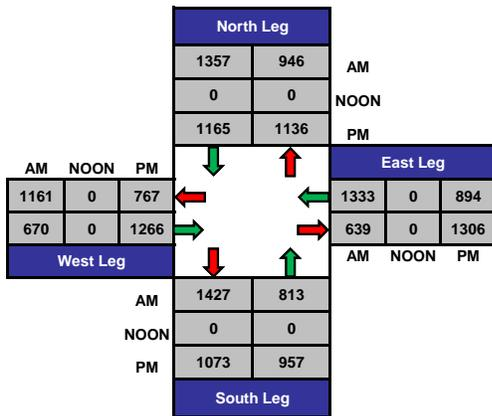 North Leg
1357 946 AM
0 0 NOON
1165 1136 PM
AM NOON PM East Leg
1161 0 767 1333 0 894
670 0 1266 639 0 1306
West Leg AM NOON PM
AM 1427 813
NOON 0 0
PM 1073 957
South Leg